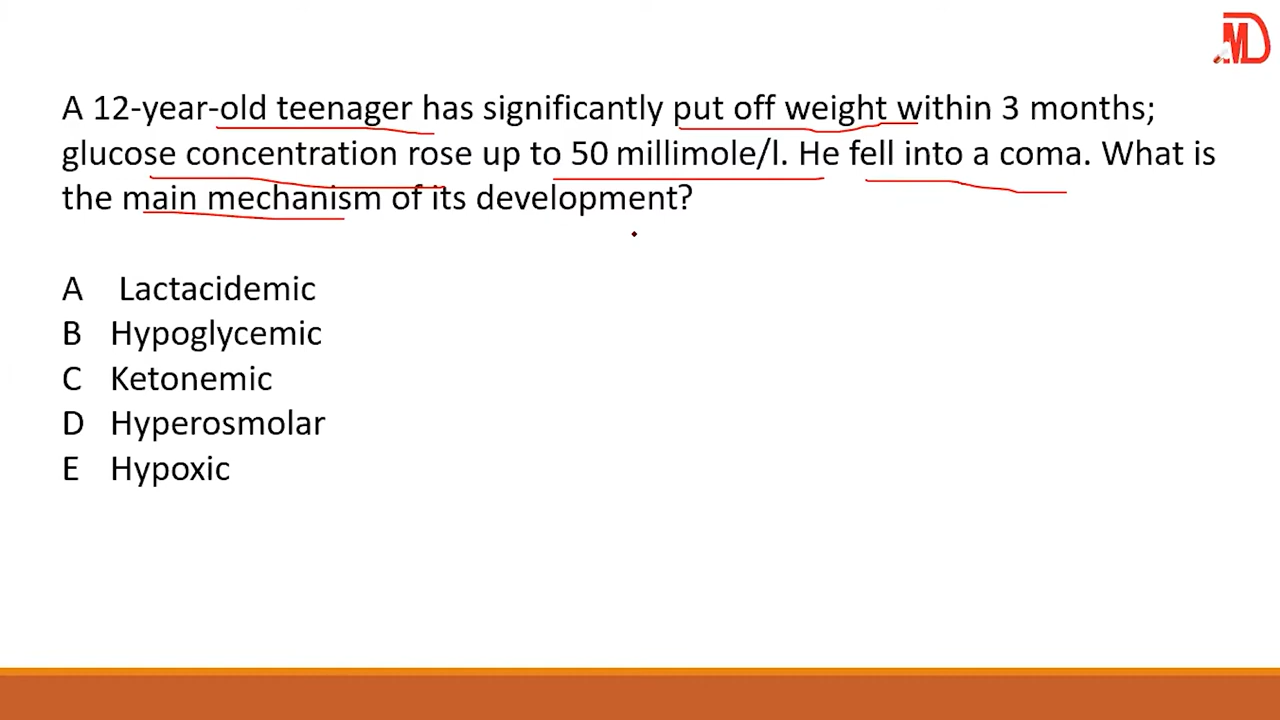 MD
A 12-year-old teenager has significantly put off weight within 3 months;
glucose concentration rose up to 50 millimole/l. He fell into a coma. What is
the main mechanism of its development?
A Lactacidemic
B Hypoglycemic
C Ketonemic
D Hyperosmolar
E Hypoxic